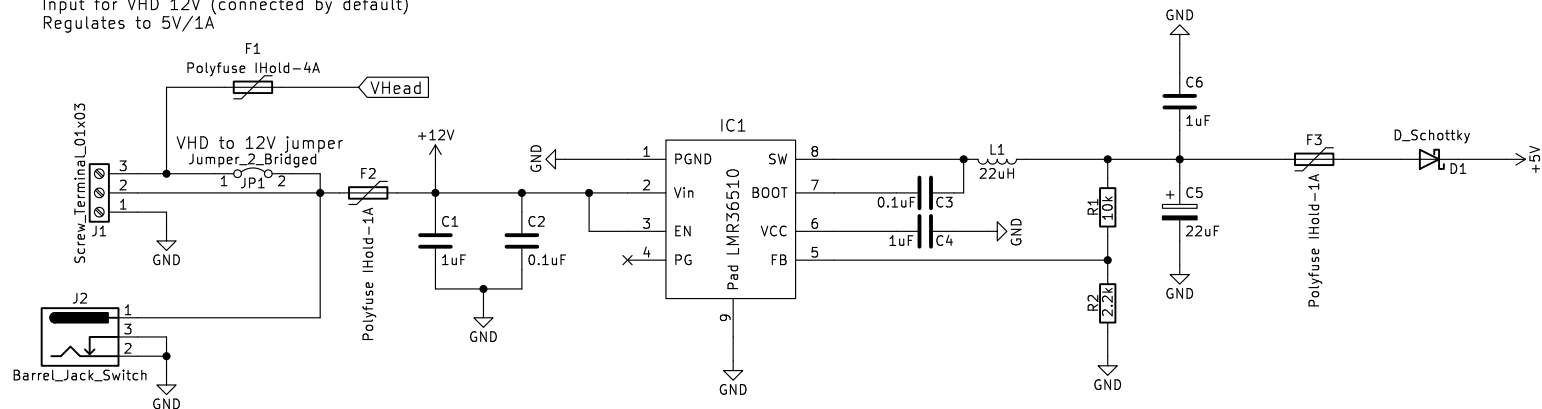 Input for VHD 12V (connected by default)
Regulates to 5V/1A
F1
Polyfuse IHold-4A
VHead
VHD to 12V jumper
Jumper_2_Bridged
1 JP1 2
Screw_Terminal_01x03
3
2
1
J1
GND
F2
Polyfuse IHold-1A
+12V
C1
1uF
C2
0.1uF
GND
J2
1
3
2
Barrel_Jack_Switch
GND
IC1
GND
1 PGND
2 Vin
3 EN
4 PG
Pad LMR36510
SW 8
BOOT 7
VCC 6
FB 5
9
GND
L1
22uH
0.1uF C3
1uF C4
GND
R1
10k
R2
2.2k
GND
GND
C6
1uF
C5
+
22uF
GND
F3
Polyfuse IHold-1A
D_Schottky
D1
+5V